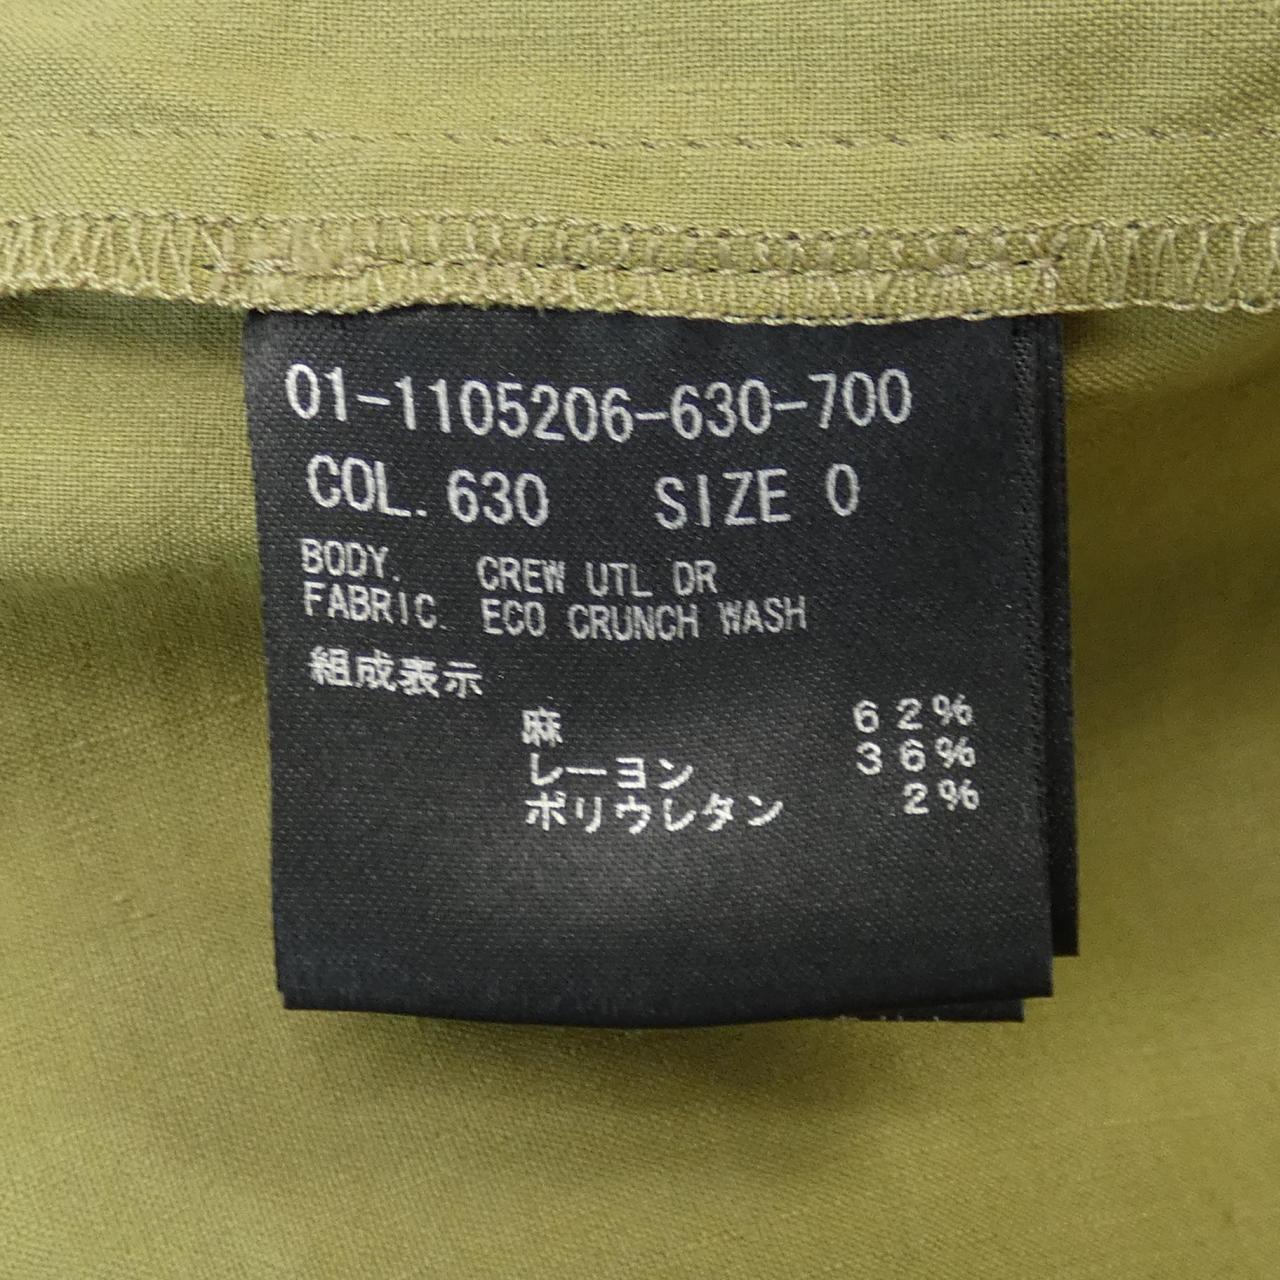 01-1105206-630-700
COL. 630 SIZE 0
BODY. CREW UTL DR
FABRIC. ECO CRUNCH WASH
組成表示
麻 62%
レーヨン 36%
ポリウレタン 2%